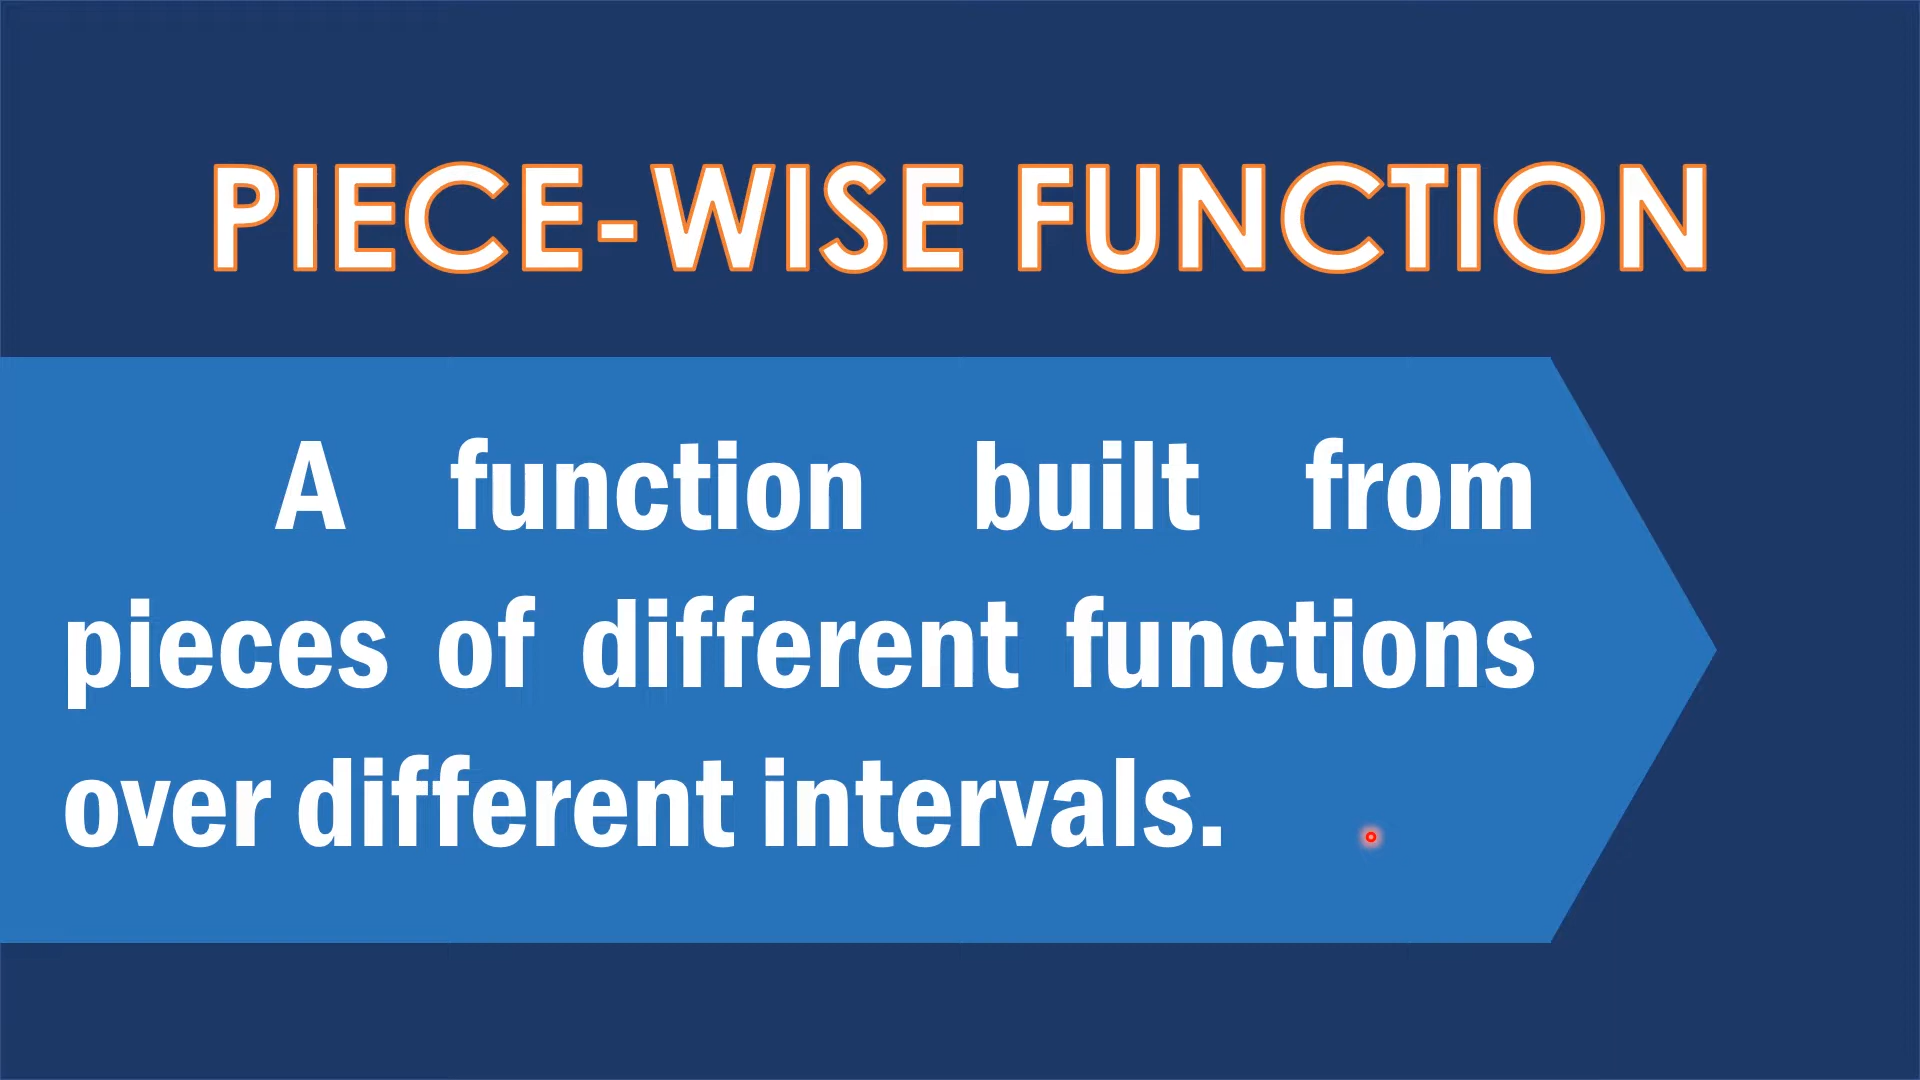 PIECE-WISE FUNCTION
A function built from
pieces of different functions
over different intervals.